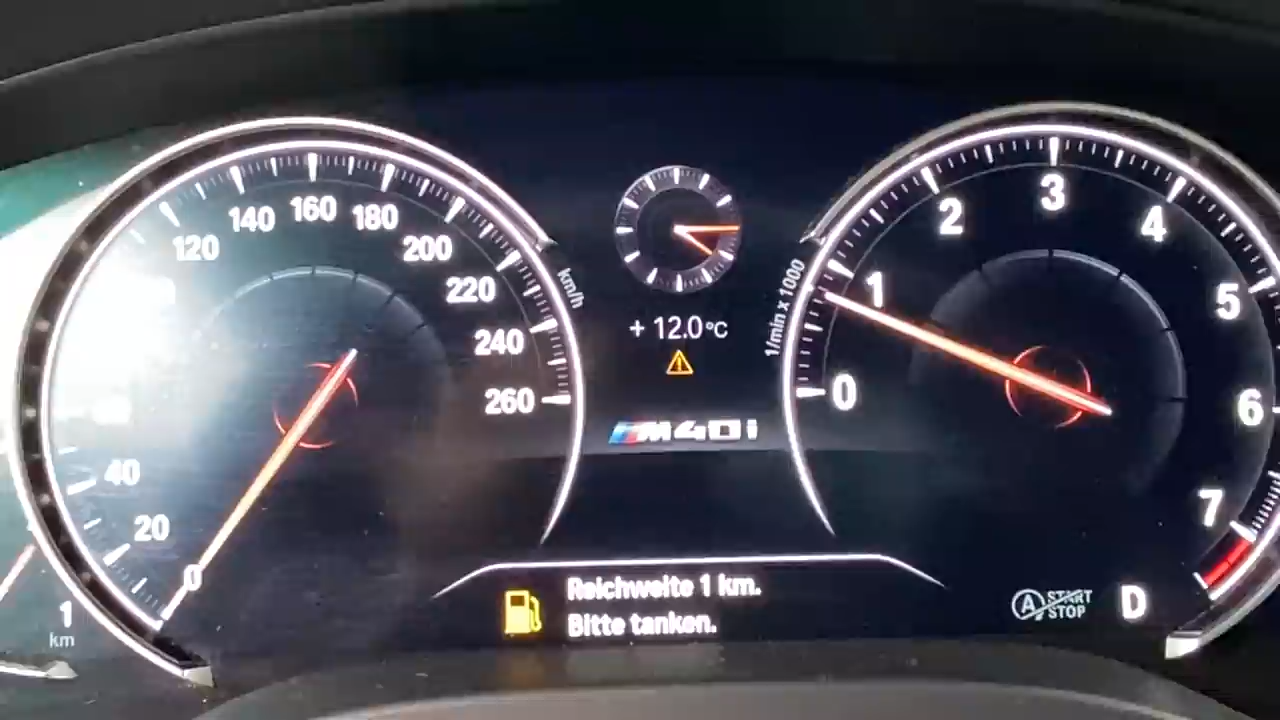 120
140
160
180
200
220
240
260
km/h
40
20
0
1
km
+ 12.0°C
M40i
1/min x 1000
0
1
2
3
4
5
6
7
Reichweite 1 km.
Bitte tanken.
A START
STOP
D